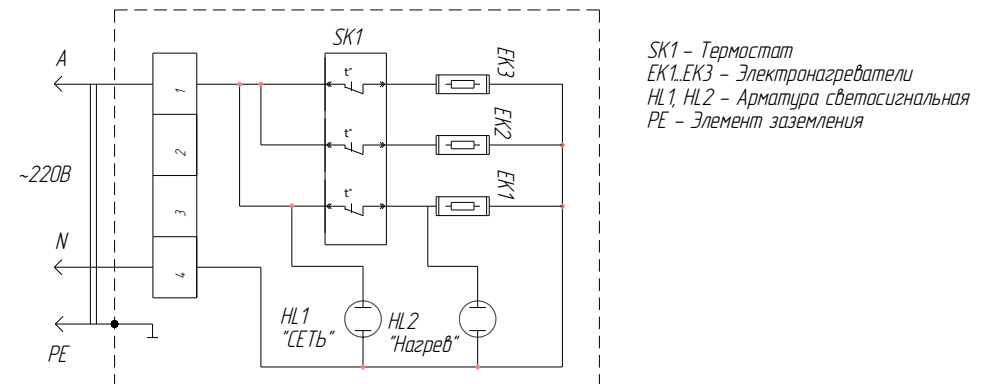 SK1
A
t°
EK3
1
t°
EK2
2
~220В
t°
EK1
3
N
4
HL1
"СЕТЬ"
HL2
"Нагрев"
PE
SK1 – Термостат
EK1..EK3 – Электронагреватели
HL1, HL2 – Арматура светосигнальная
PE – Элемент заземления